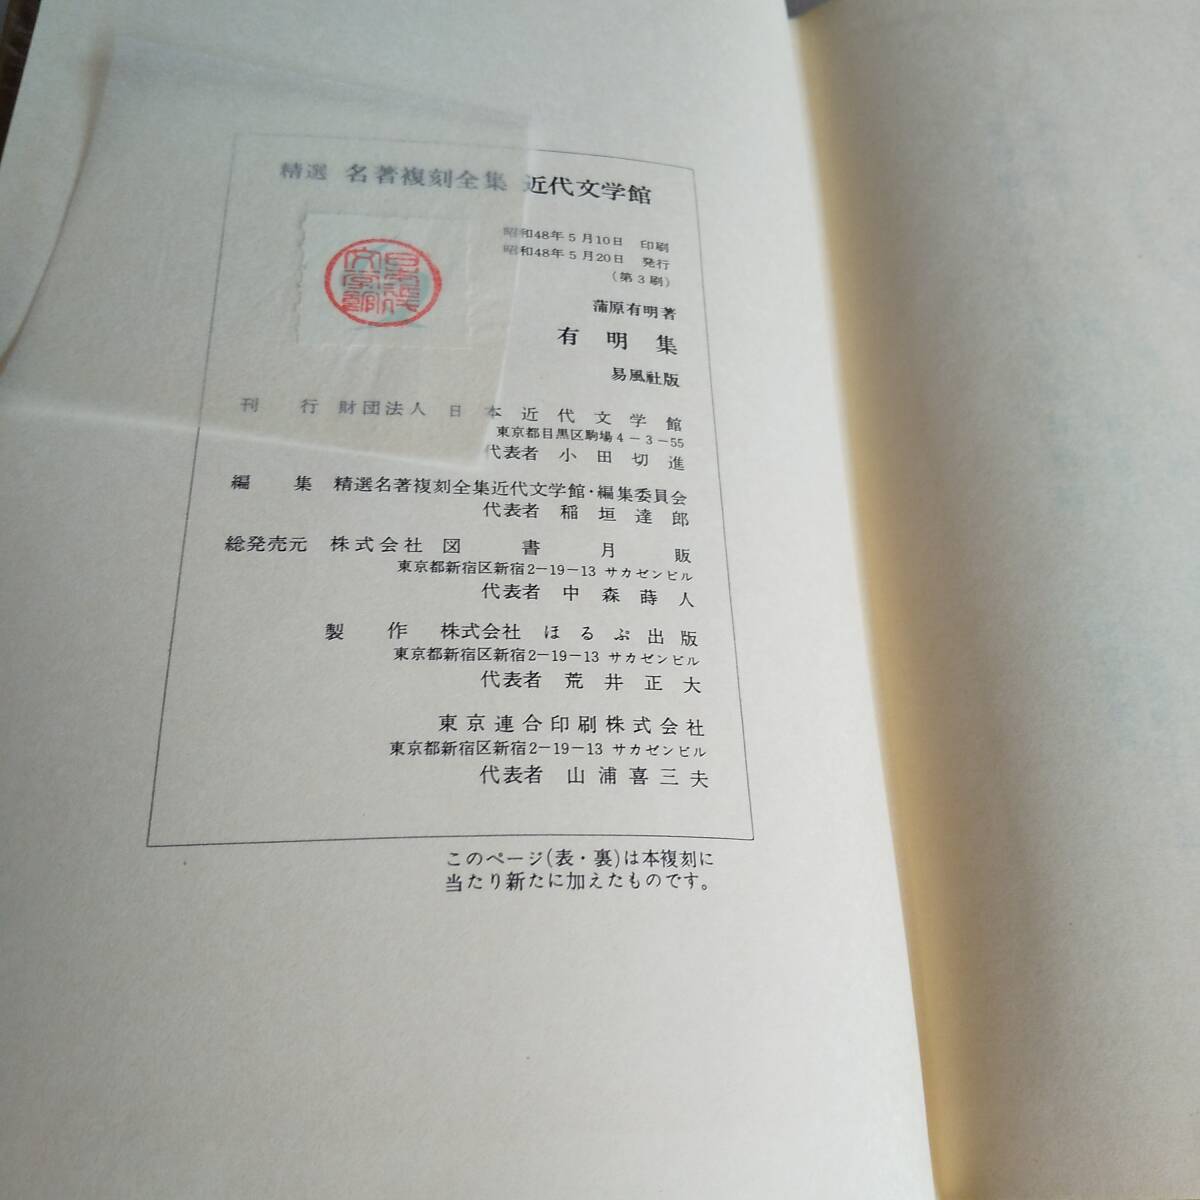 精選 名著複刻全集 近代文学館
昭和48年5月10日 印刷
昭和48年5月20日 発行
(第3刷)
蒲原有明著
有明集
易風社版
刊行 財団法人 日本近代文学館
東京都目黒区駒場4-3-55
代表者 小田切進
編集 精選名著複刻全集近代文学館・編集委員会
代表者 稲垣達郎
総発売元 株式会社 図書月販
東京都新宿区新宿2-19-13 サカゼンビル
代表者 中森蒔人
製作 株式会社 ほるぷ出版
東京都新宿区新宿2-19-13 サカゼンビル
代表者 荒井正大
東京連合印刷株式会社
東京都新宿区新宿2-19-13 サカゼンビル
代表者 山浦喜三夫
このページ(表・裏)は本複刻に
当たり新たに加えたものです。